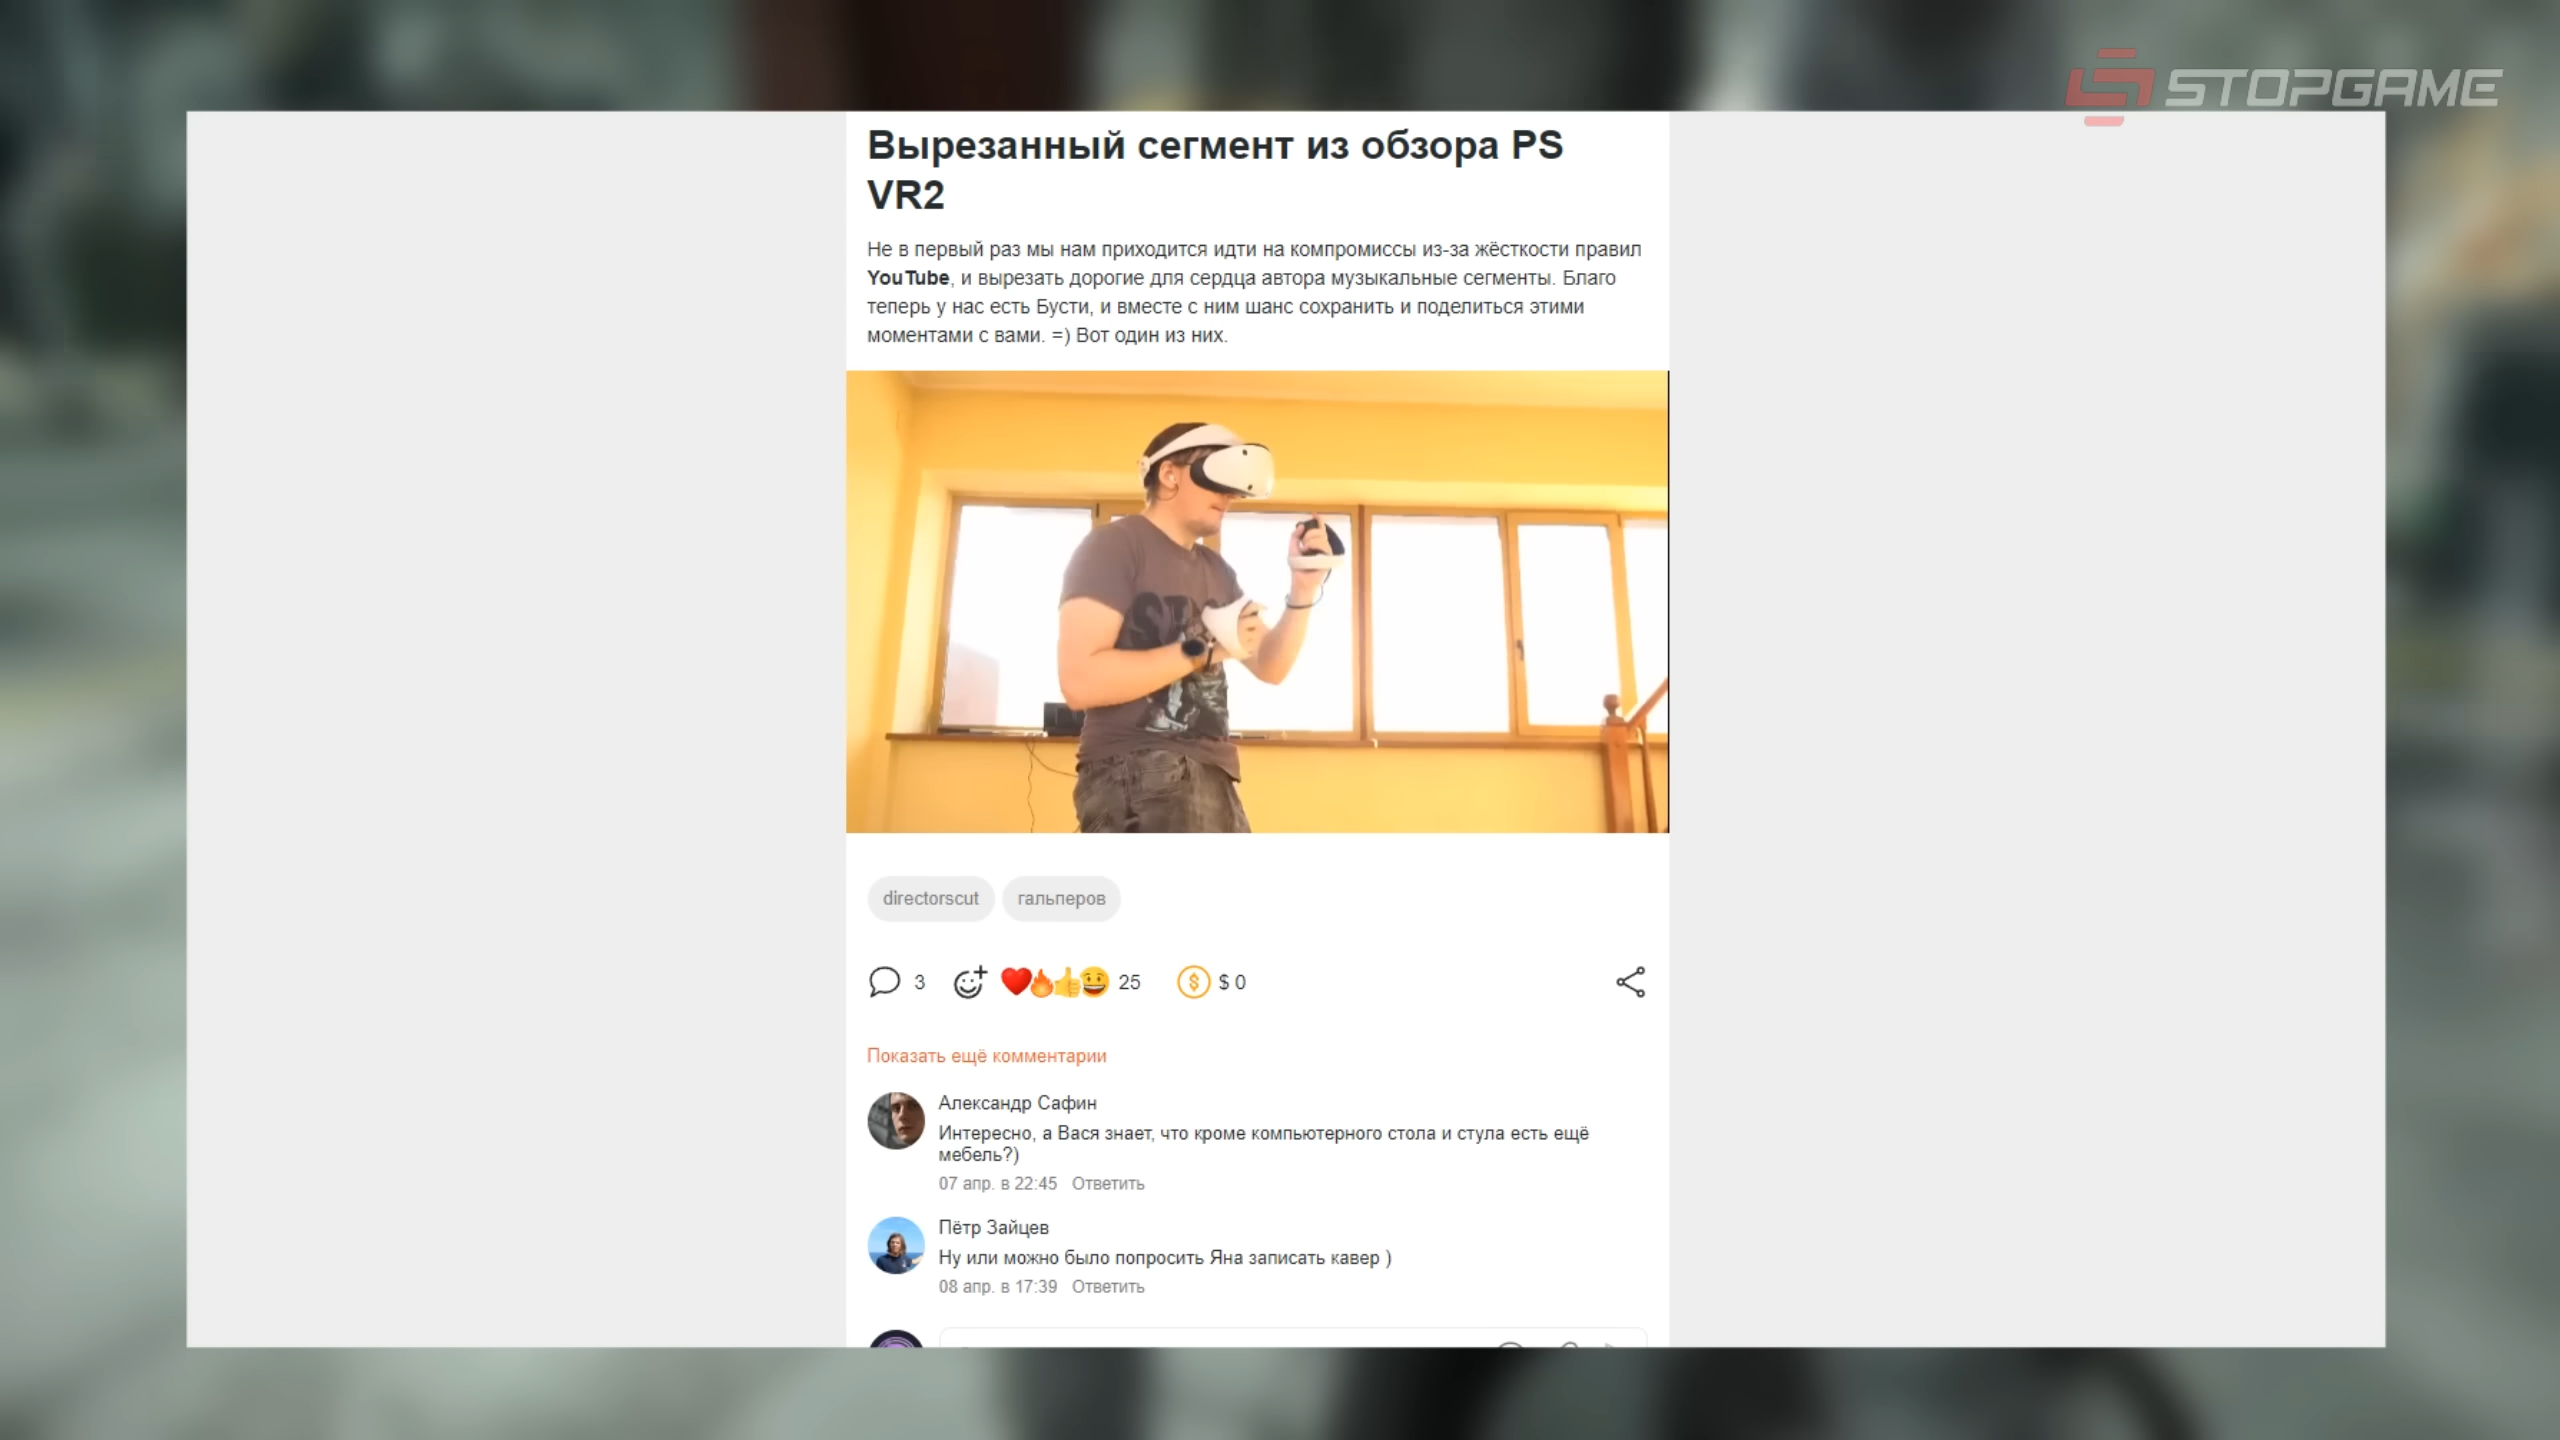 STOPGAME
Вырезанный сегмент из обзора PS
VR2
Не в первый раз мы нам приходится идти на компромиссы из-за жёсткости правил
YouTube, и вырезать дорогие для сердца автора музыкальные сегменты. Благо
теперь у нас есть Бусти, и вместе с ним шанс сохранить и поделиться этими
моментами с вами. =) Вот один из них.
directorscut гальперов
3 25 $ 0
Показать ещё комментарии
Александр Сафин
Интересно, а Вася знает, что кроме компьютерного стола и стула есть ещё
мебель?)
07 апр. в 22:45 Ответить
Пётр Зайцев
Ну или можно было попросить Яна записать кавер )
08 апр. в 17:39 Ответить